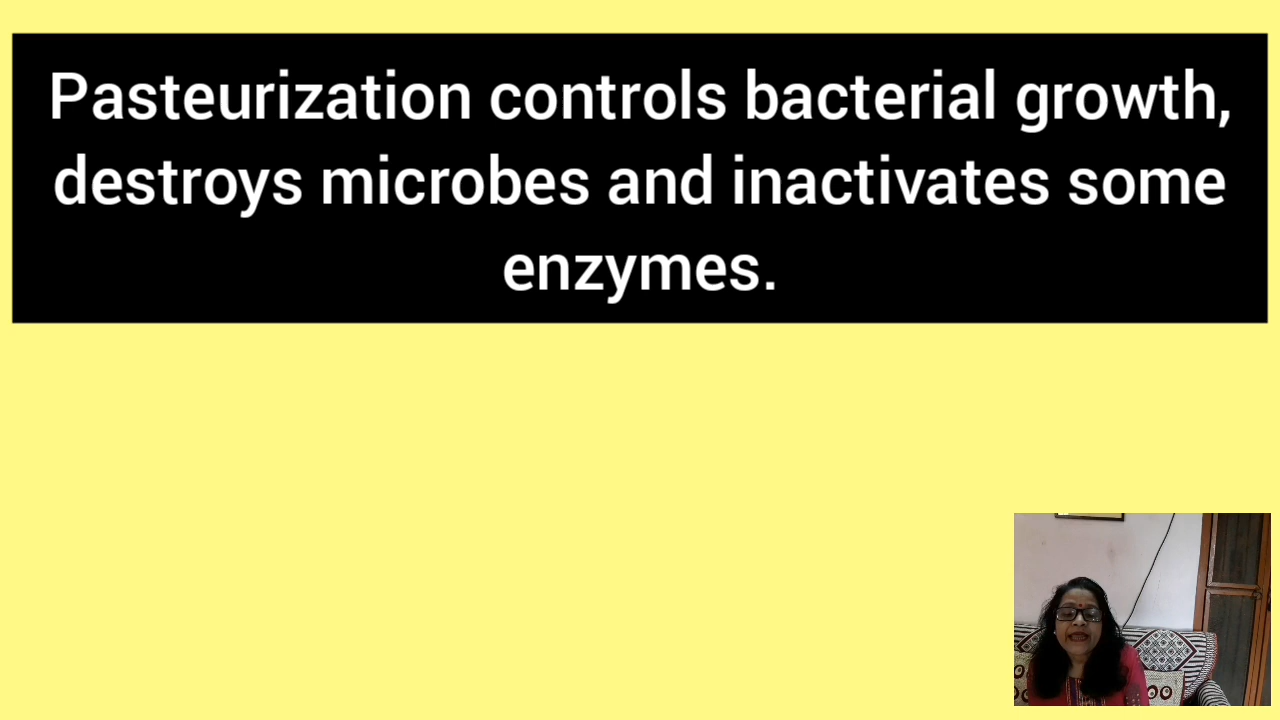 Pasteurization controls bacterial growth,
destroys microbes and inactivates some
enzymes.